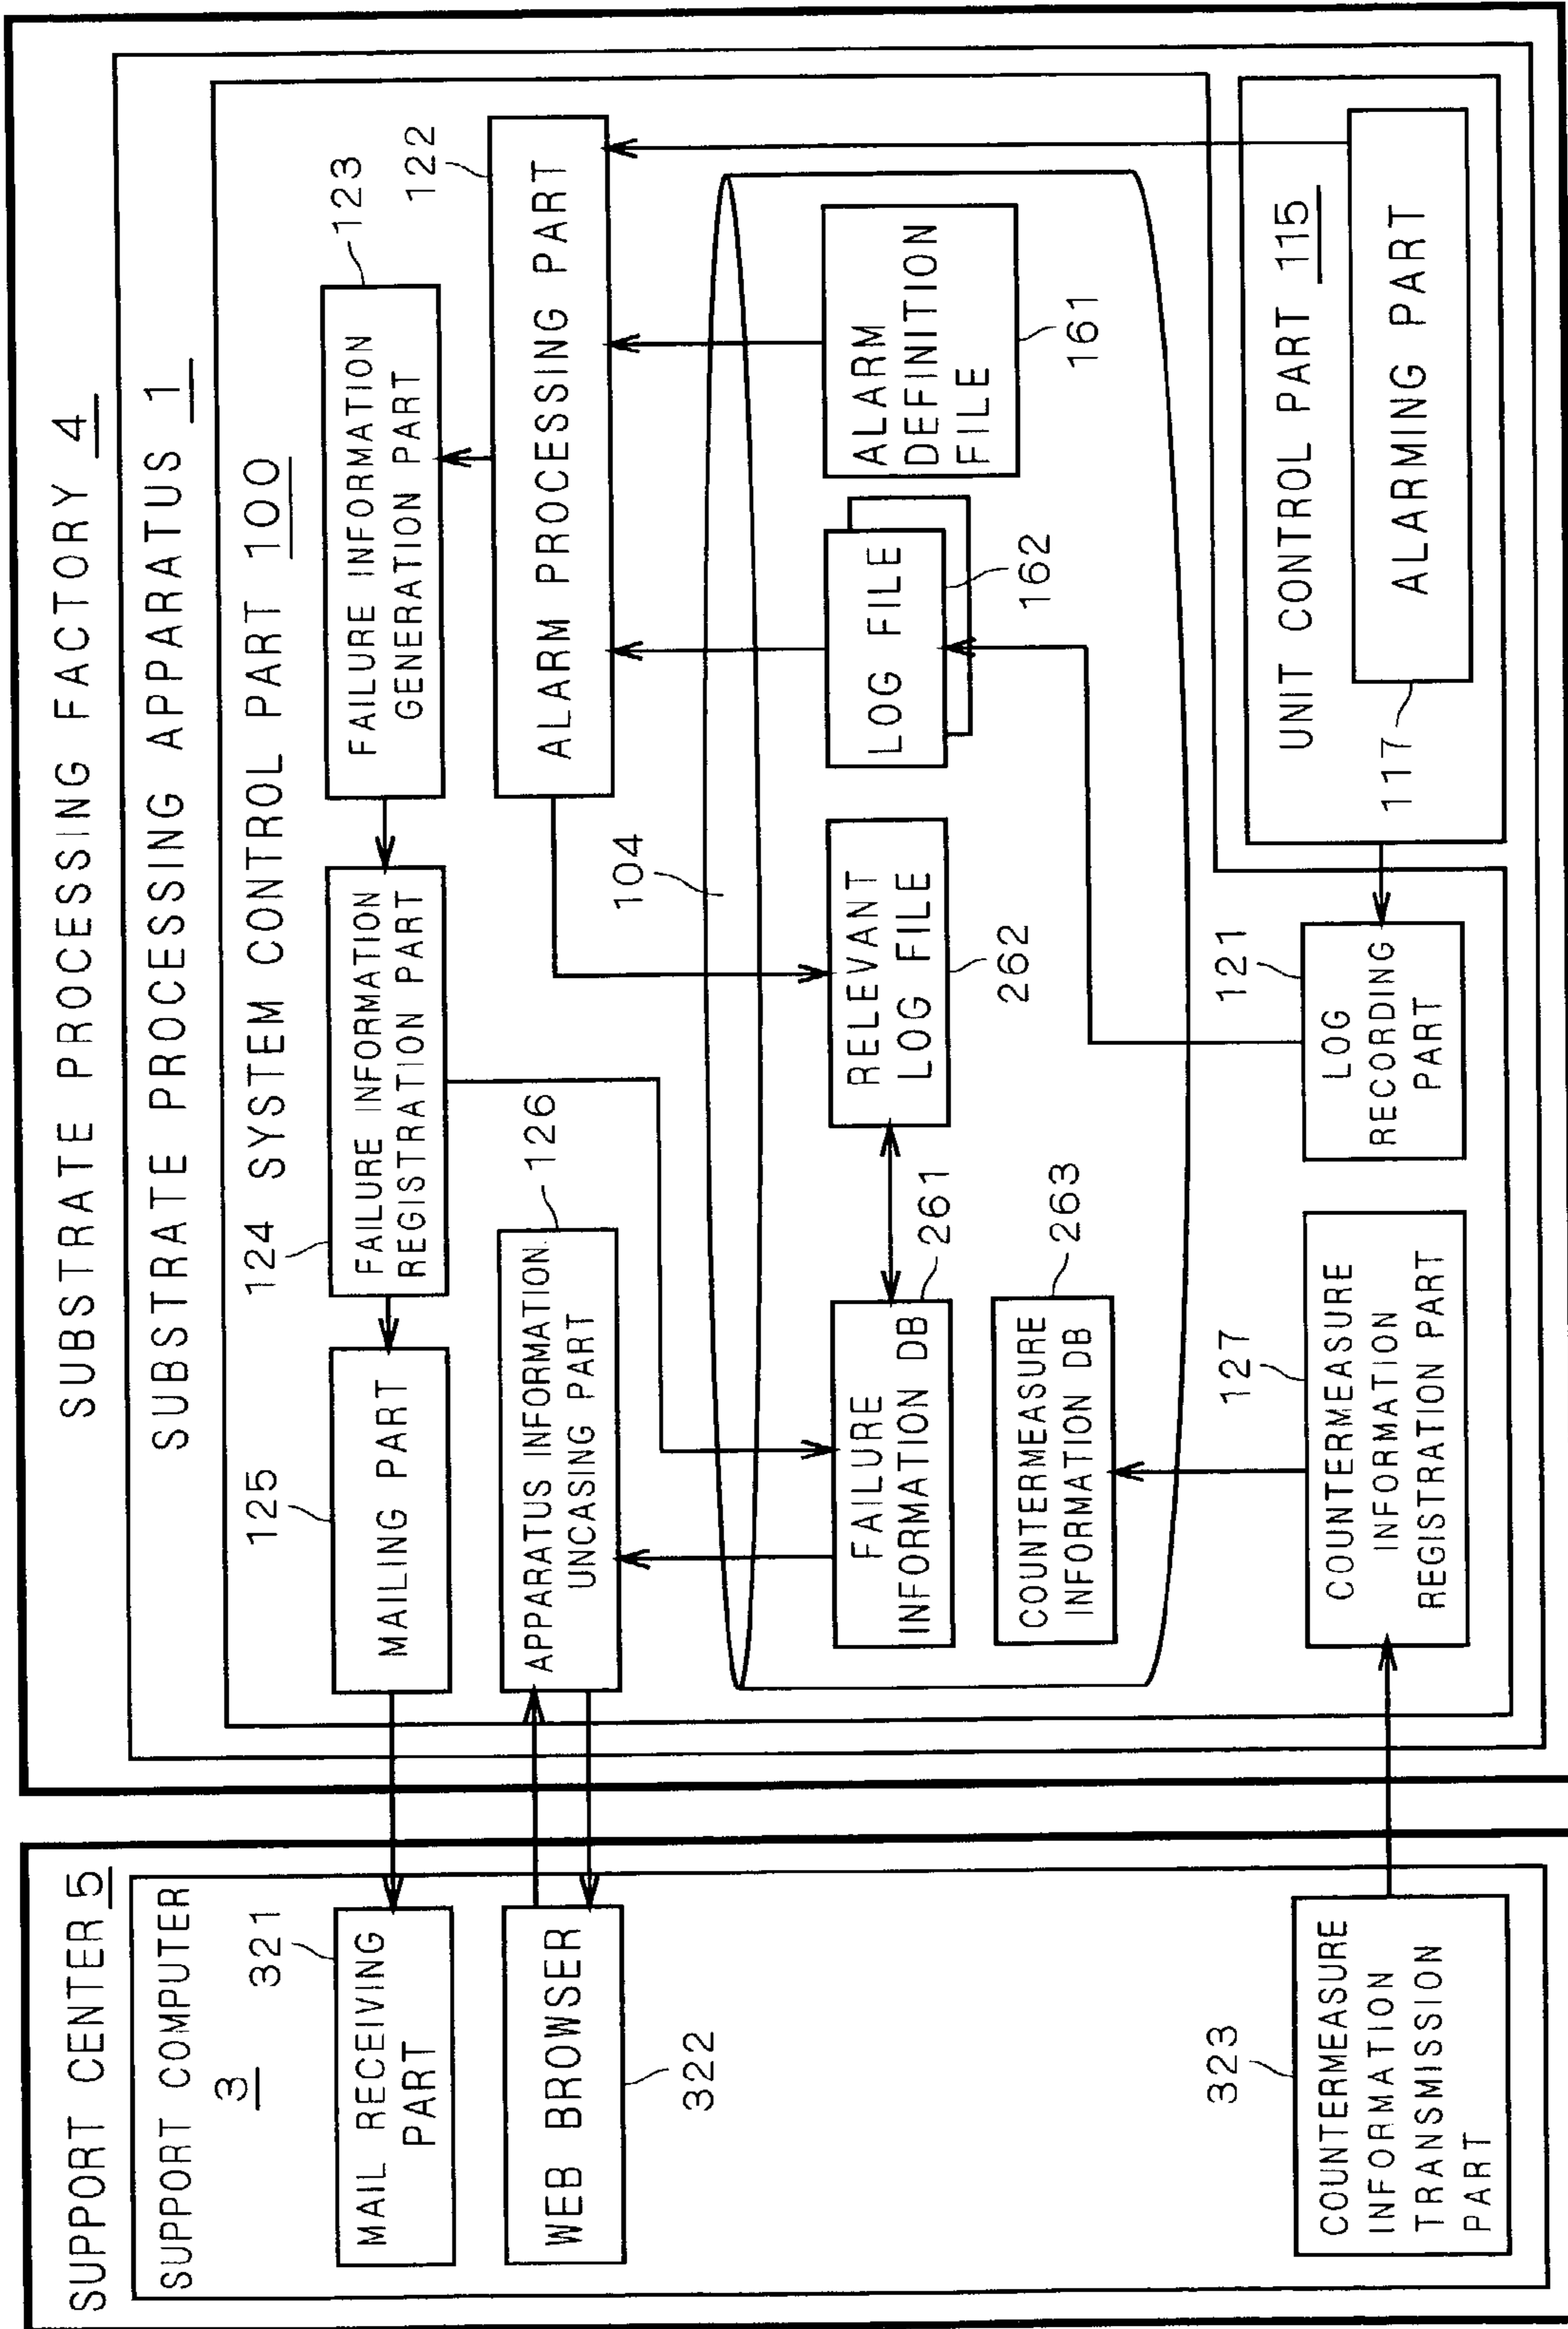 SUPPORT CENTER 5
SUPPORT COMPUTER
3
321
MAIL RECEIVING
PART
WEB BROWSER
322
323
COUNTERMEASURE
INFORMATION
TRANSMISSION
PART
SUBSTRATE PROCESSING FACTORY 4
SUBSTRATE PROCESSING APPARATUS 1
SYSTEM CONTROL PART 100
125
MAILING PART
124
FAILURE INFORMATION
REGISTRATION PART
123
FAILURE INFORMATION
GENERATION PART
126
APPARATUS INFORMATION
UNCASING PART
122
ALARM PROCESSING PART
104
FAILURE
INFORMATION DB
261
RELEVANT
LOG FILE
262
LOG FILE
162
ALARM
DEFINITION
FILE
161
COUNTERMEASURE
INFORMATION DB
263
127
COUNTERMEASURE
INFORMATION
REGISTRATION PART
121
LOG
RECORDING
PART
UNIT CONTROL PART 115
117
ALARMING PART